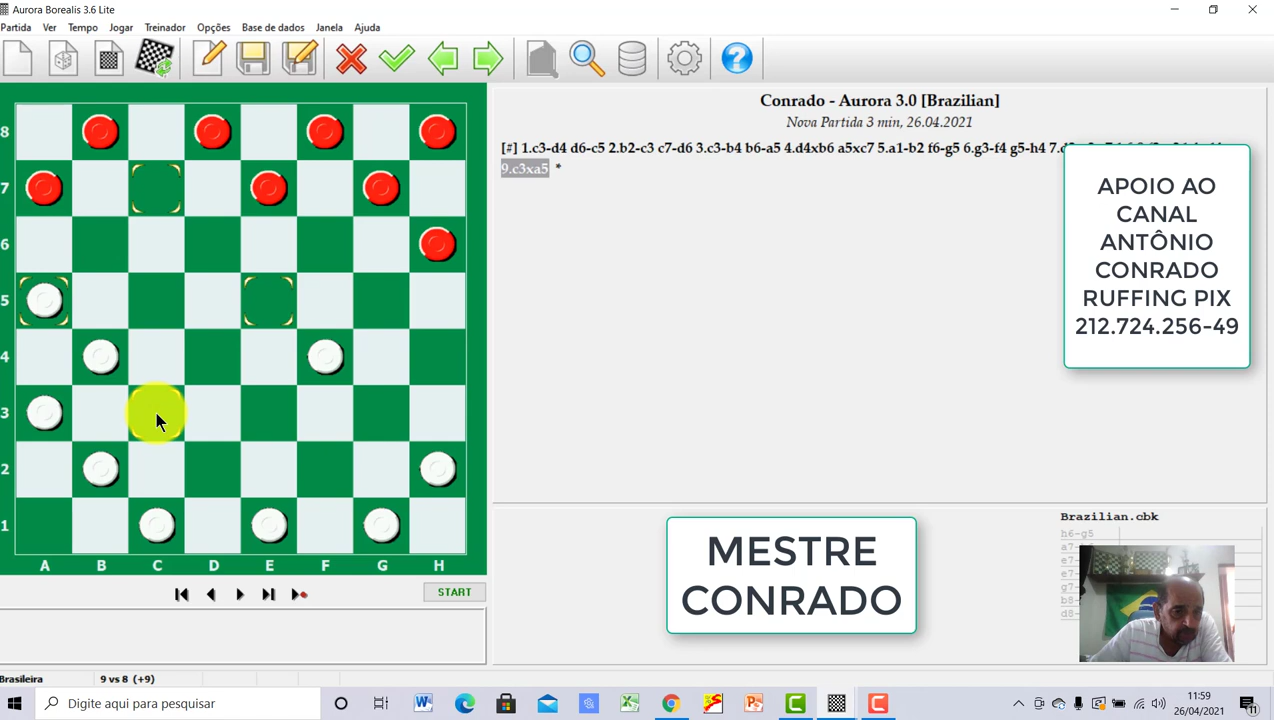 Aurora Borealis 3.6 Lite
Partida Ver Tempo Jogar Treinador Opções Base de dados Janela Ajuda
Conrado - Aurora 3.0 [Brazilian]
Nova Partida 3 min, 26.04.2021
[#] 1.c3-d4 d6-c5 2.b2-c3 c7-d6 3.c3-b4 b6-a5 4.d4xb6 a5xc7 5.a1-b2 f6-g5 6.g3-f4 g5-h4
9.c3xa5 *
APOIO AO
CANAL
ANTÔNIO
CONRADO
RUFFING PIX
212.724.256-49
8
7
6
5
4
3
2
1
A B C D E F G H
START
MESTRE
CONRADO
Brazilian.cbk
h6-g5
Brasileira 9 vs 8 (+9)
Digite aqui para pesquisar
11:59
26/04/2021
11